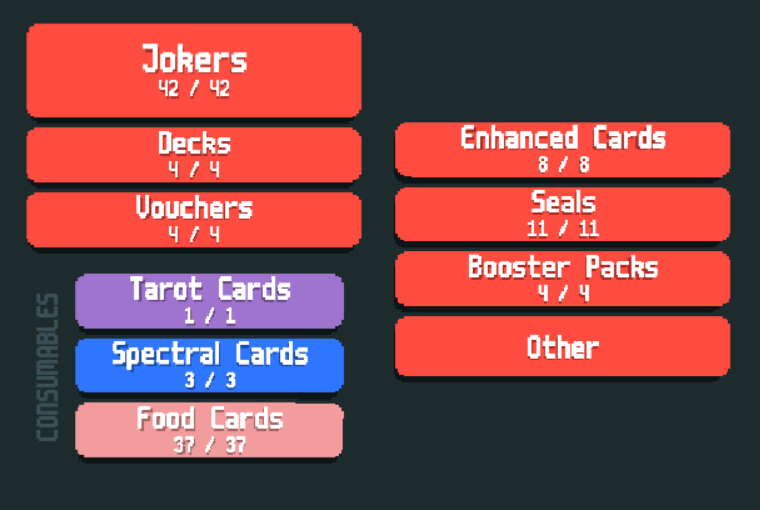 Jokers
42 / 42
Decks
4 / 4
Vouchers
4 / 4
CONSUMABLES
Tarot Cards
1 / 1
Spectral Cards
3 / 3
Food Cards
37 / 37
Enhanced Cards
8 / 8
Seals
11 / 11
Booster Packs
4 / 4
Other